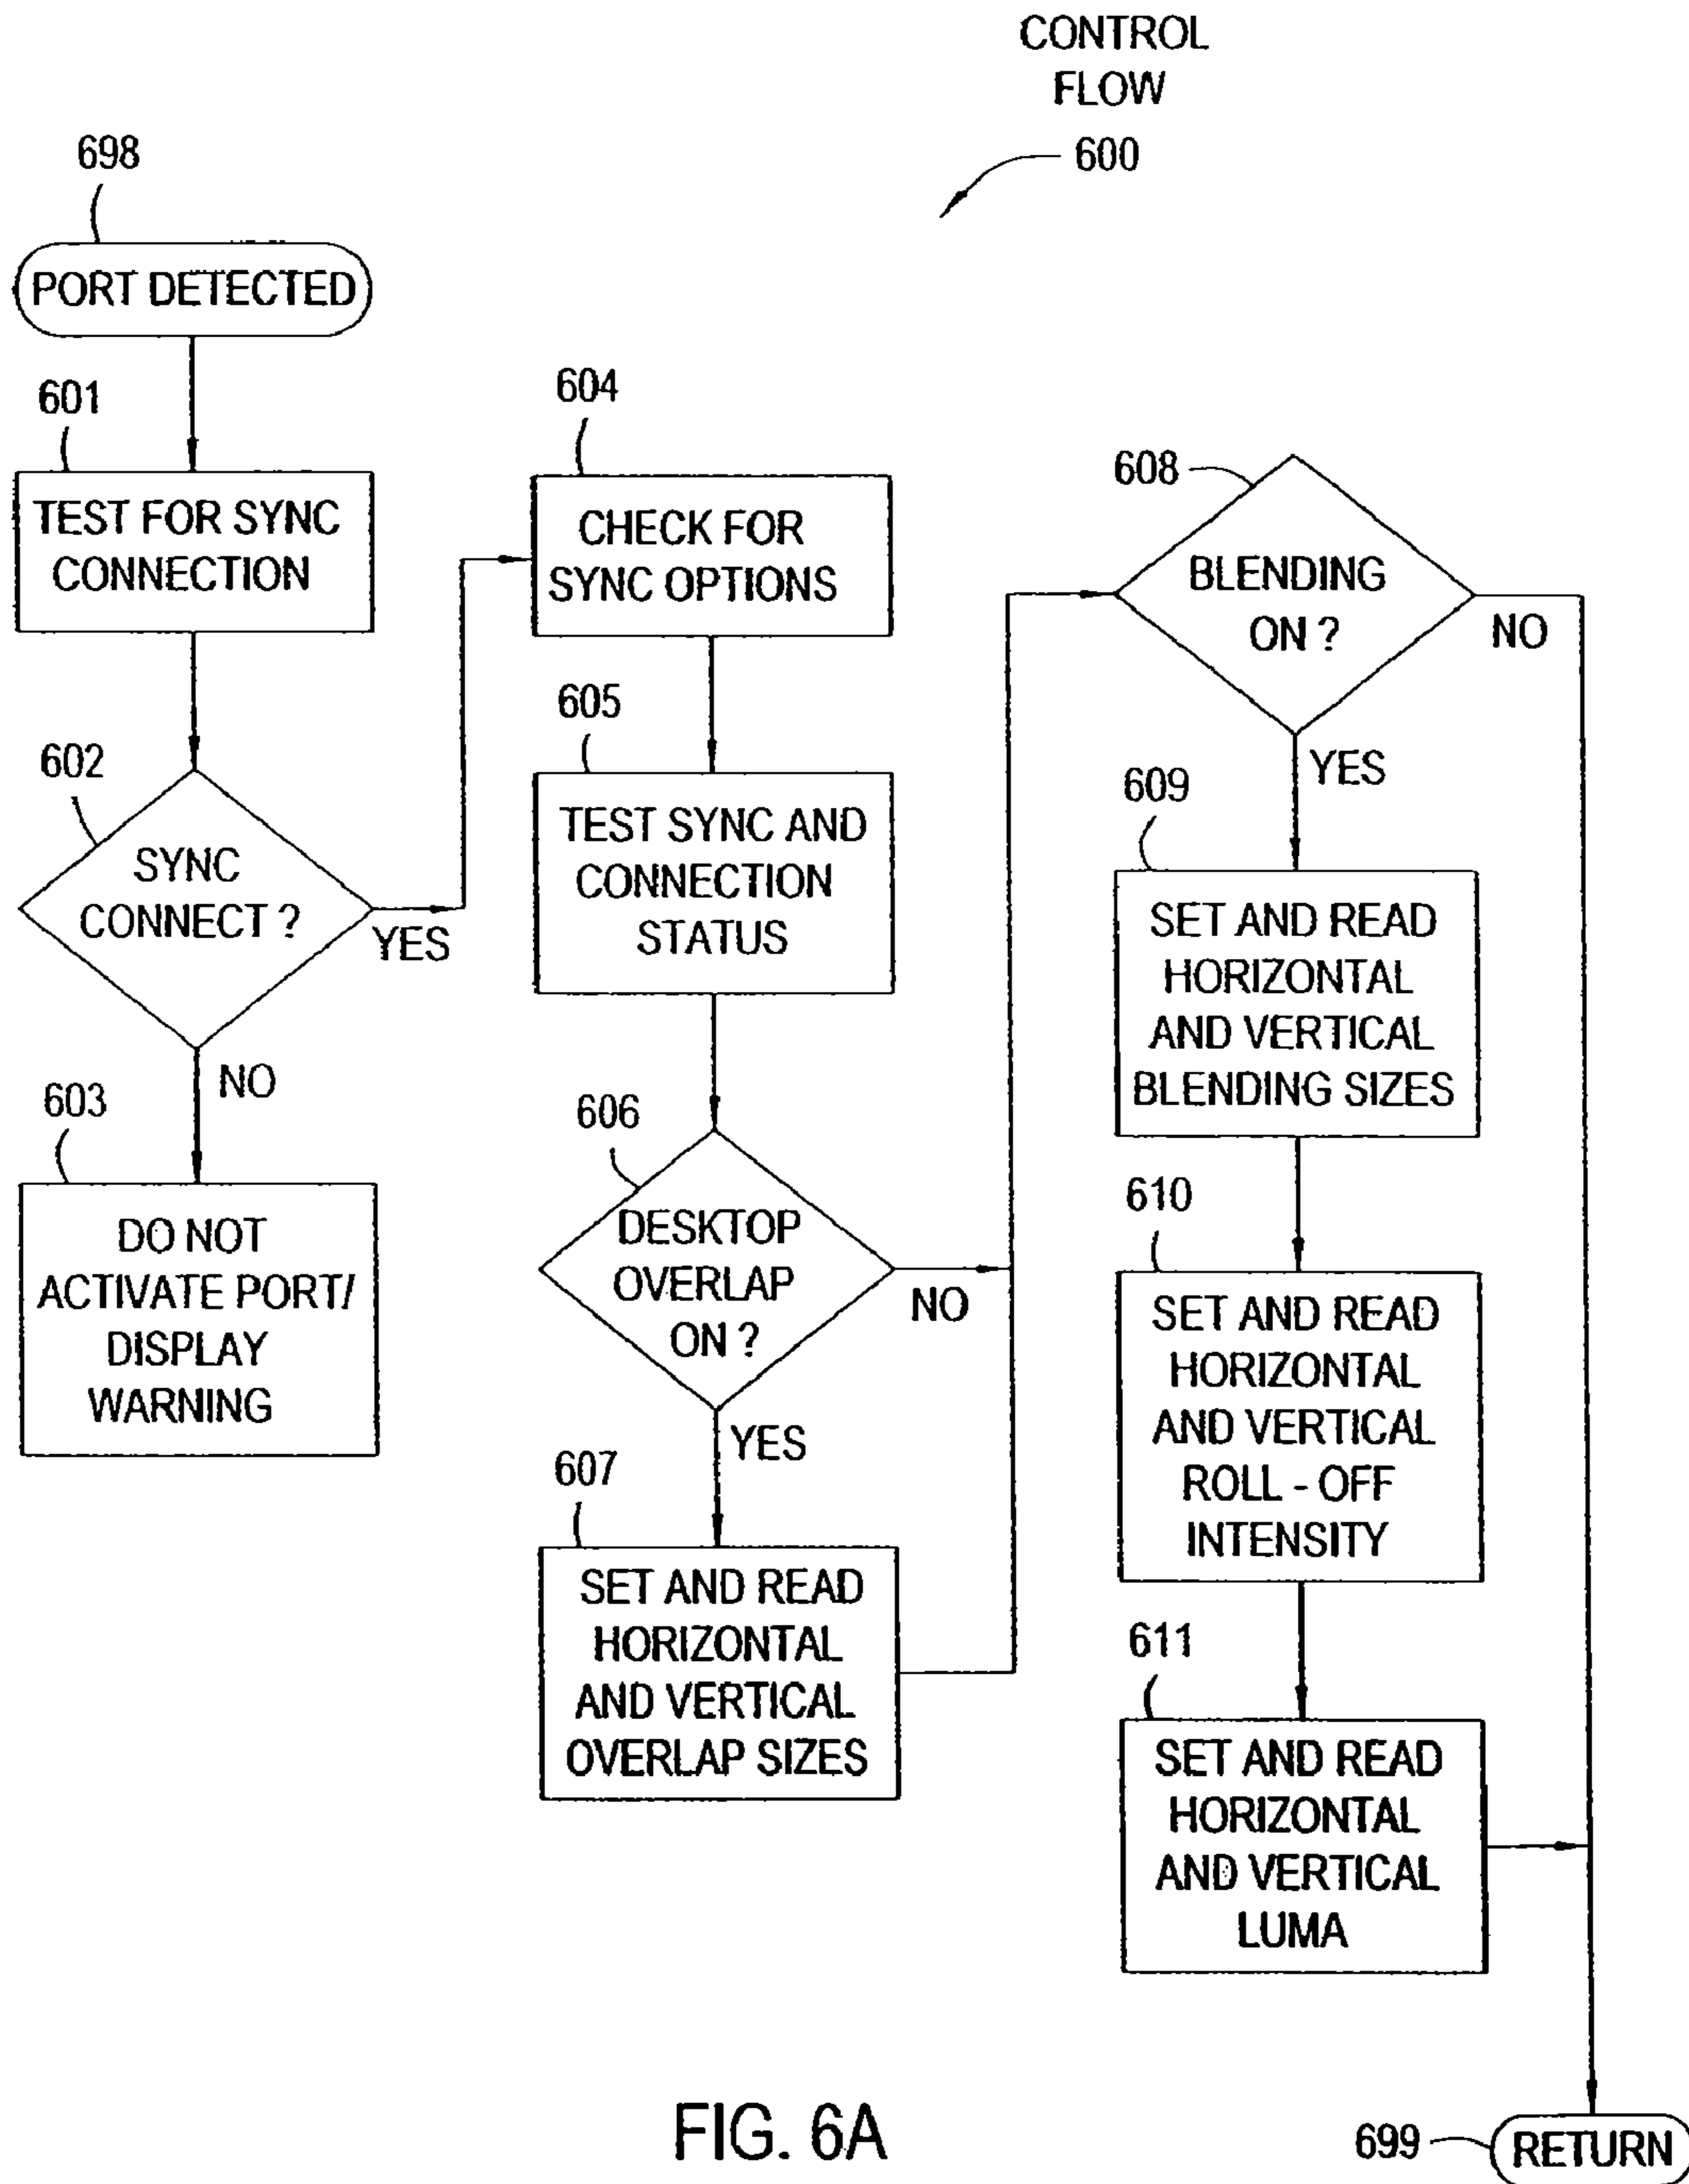 CONTROL
FLOW
600
698
PORT DETECTED
601
TEST FOR SYNC
CONNECTION
602
SYNC
CONNECT ?
YES
NO
603
DO NOT
ACTIVATE PORT/
DISPLAY
WARNING
604
CHECK FOR
SYNC OPTIONS
605
TEST SYNC AND
CONNECTION
STATUS
606
DESKTOP
OVERLAP
ON ?
NO
YES
607
SET AND READ
HORIZONTAL
AND VERTICAL
OVERLAP SIZES
608
BLENDING
ON ?
NO
YES
609
SET AND READ
HORIZONTAL
AND VERTICAL
BLENDING SIZES
610
SET AND READ
HORIZONTAL
AND VERTICAL
ROLL - OFF
INTENSITY
611
SET AND READ
HORIZONTAL
AND VERTICAL
LUMA
699
RETURN
FIG. 6A